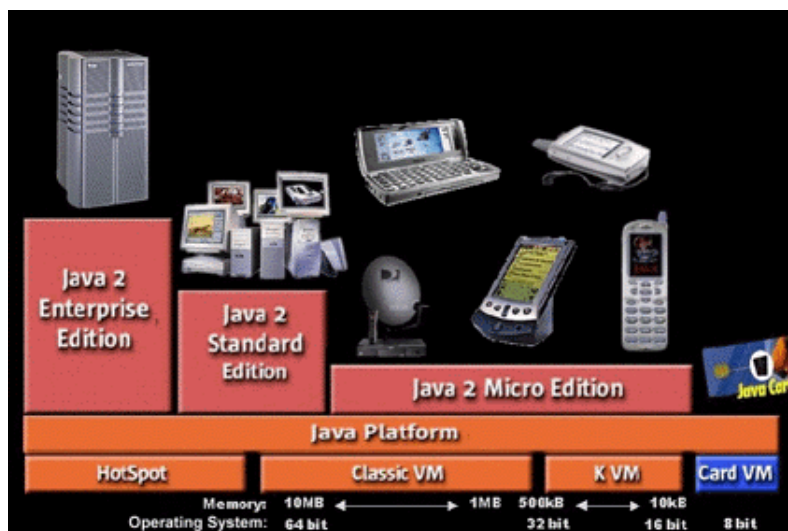 Java 2
Enterprise
Edition
Java 2
Standard
Edition
Java 2 Micro Edition
Java Platform
HotSpot
Classic VM
K VM
Card VM
Memory: 10MB 1MB 500kB 10kB
Operating System: 64 bit 32 bit 16 bit 8 bit